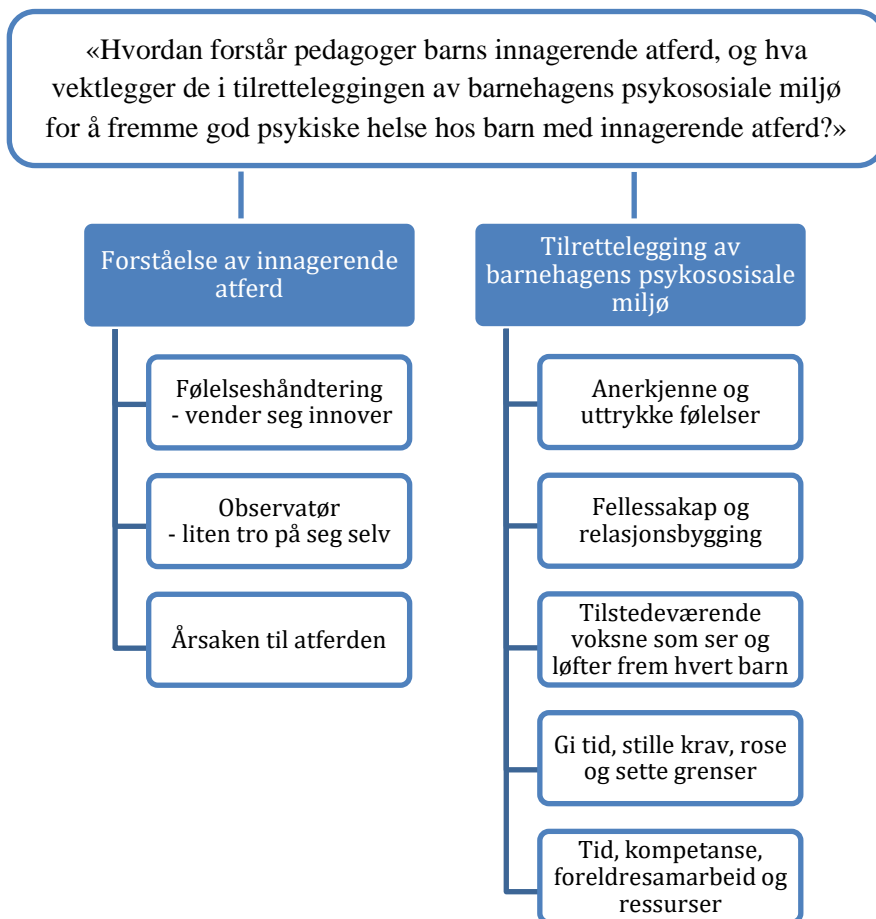 «Hvordan forstår pedagoger barns innagerende atferd, og hva
vektlegger de i tilretteleggingen av barnehagens psykososiale miljø
for å fremme god psykiske helse hos barn med innagerende atferd?»
Forståelse av innagerende
atferd
Følelseshåndtering
- vender seg innover
Observatør
- liten tro på seg selv
Årsaken til atferden
Tilrettelegging av
barnehagens psykososisale
miljø
Anerkjenne og
uttrykke følelser
Fellessakap og
relasjonsbygging
Tilstedeværende
voksne som ser og
løfter frem hvert barn
Gi tid, stille krav, rose
og sette grenser
Tid, kompetanse,
foreldresamarbeid og
ressurser